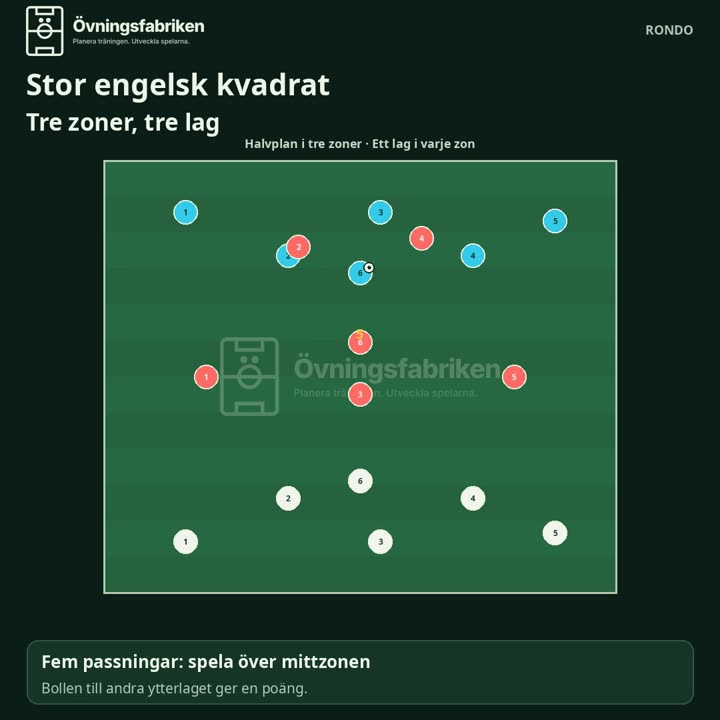 Övningsfabriken
Planera träningen. Utveckla spelarna.
RONDO
Stor engelsk kvadrat
Tre zoner, tre lag
Halvplan i tre zoner · Ett lag i varje zon
1
3
5
2
4
2
4
6
5
6
Övningsfabriken
1
5
Planera träningen. Utveckla spelarna.
3
6
2
4
1
3
5
Fem passningar: spela över mittzonen
Bollen till andra ytterlaget ger en poäng.